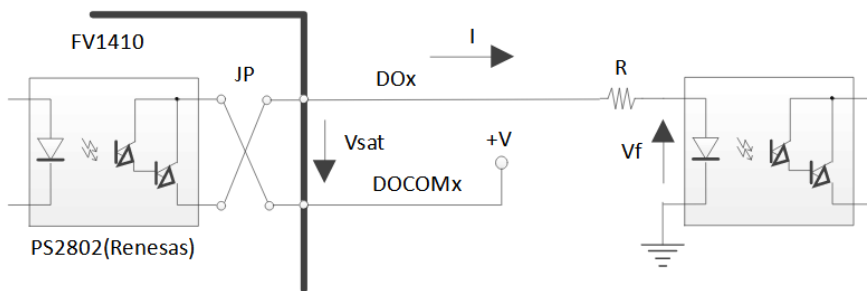 FV1410
I
JP
DOx
R
Vsat
+V
Vf
DOCOMx
PS2802(Renesas)